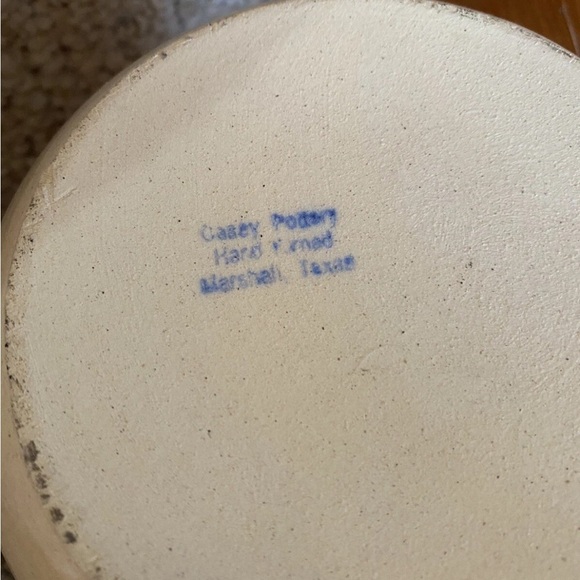 Casey Pottery
Hand Turned
Marshall, Texas